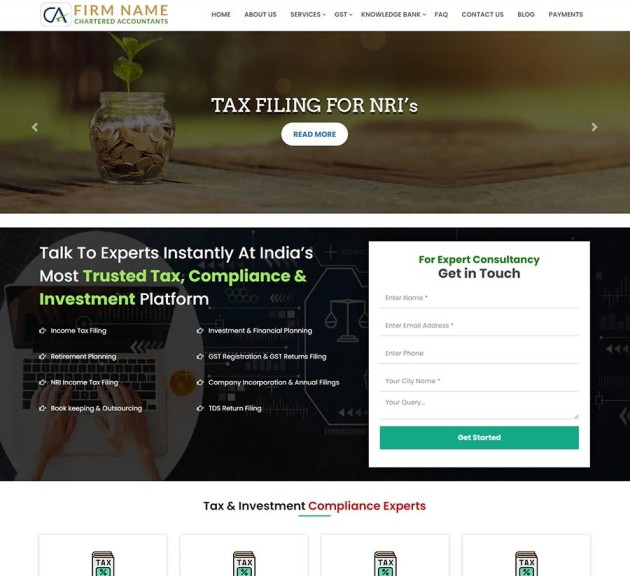 CA FIRM NAME
CHARTERED ACCOUNTANTS
HOME ABOUT US SERVICES GST KNOWLEDGE BANK FAQ CONTACT US BLOG PAYMENTS
TAX FILING FOR NRI's
READ MORE
Talk To Experts Instantly At India's
Most Trusted Tax, Compliance &
Investment Platform
Income Tax Filing
Investment & Financial Planning
Retirement Planning
GST Registration & GST Returns Filing
NRI Income Tax Filing
Company Incorporation & Annual Filings
Book keeping & Outsourcing
TDS Return Filing
For Expert Consultancy
Get in Touch
Enter Name *
Enter Email Address *
Enter Phone
Your City Name *
Your Query...
Get Started
Tax & Investment Compliance Experts
TAX TAX TAX TAX
% % % %